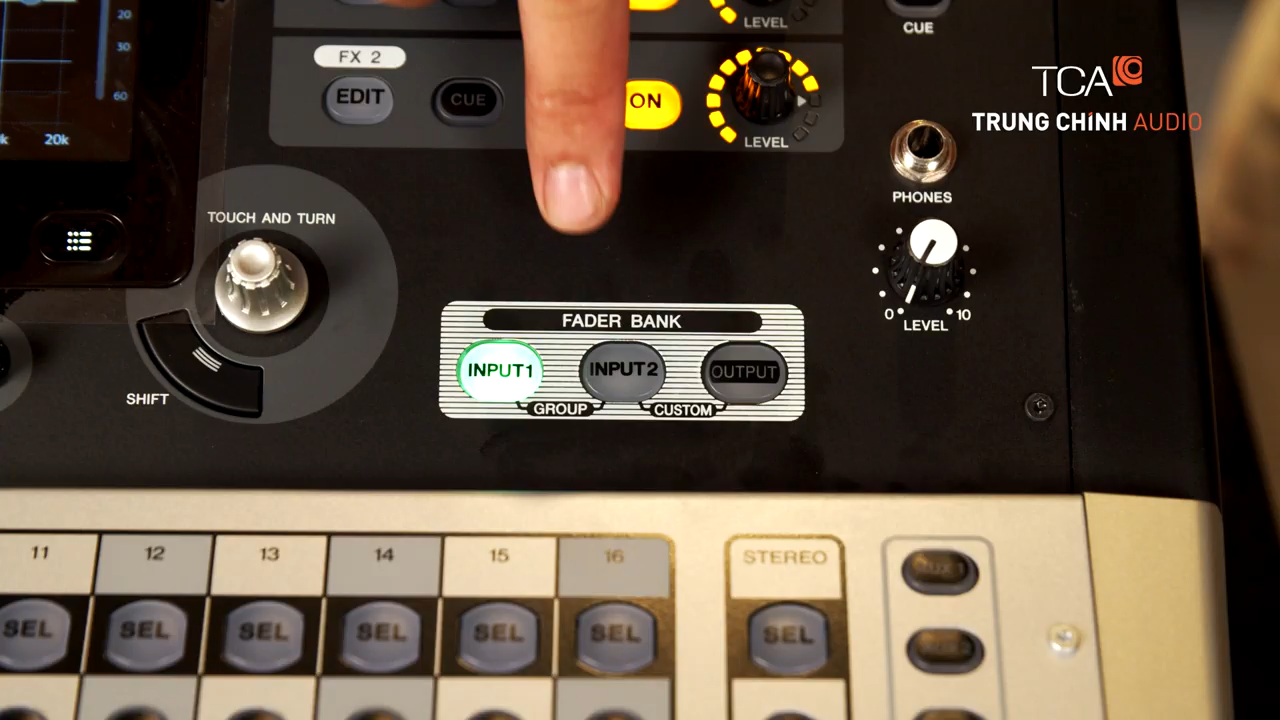 20
30
60
k 20k
LEVEL
CUE
FX 2
EDIT
CUE
ON
LEVEL
TCA
TRUNG CHÍNH AUDIO
PHONES
0 LEVEL 10
TOUCH AND TURN
SHIFT
FADER BANK
INPUT1
INPUT2
OUTPUT
GROUP
CUSTOM
11 12 13 14 15 16 STEREO
SEL SEL SEL SEL SEL SEL SEL